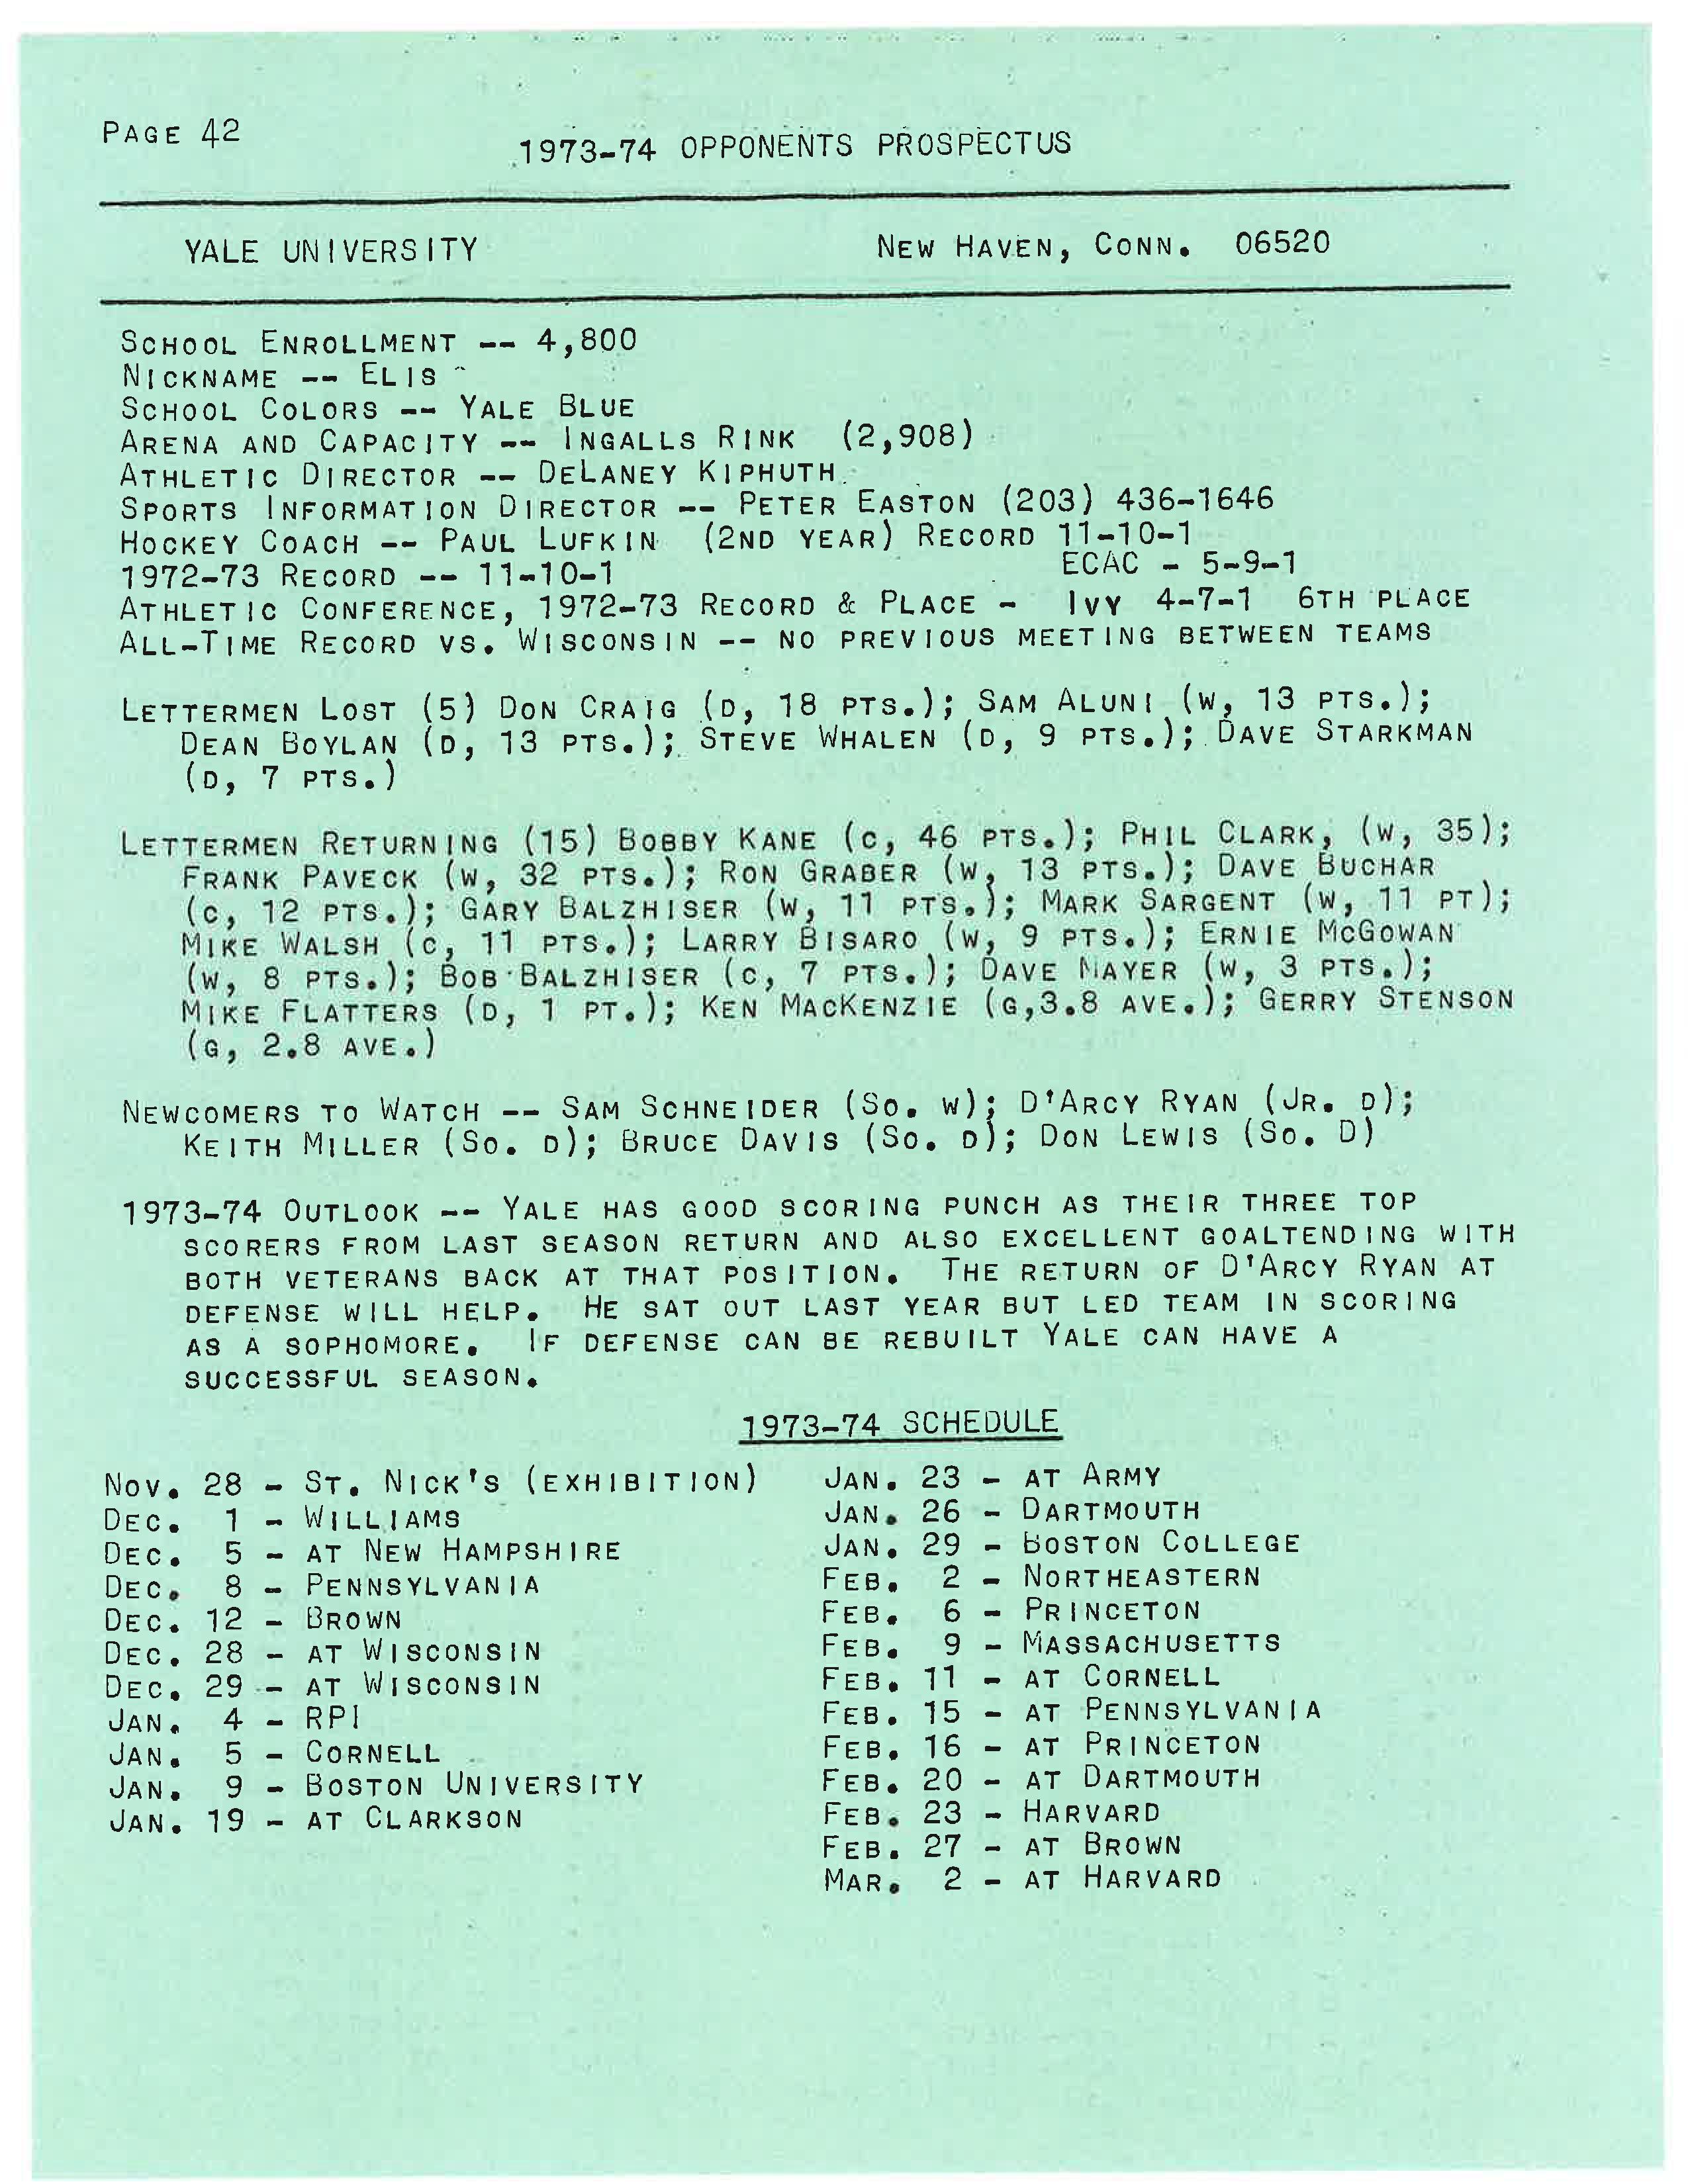 PAGE 42
1973-74 OPPONENTS PROSPECTUS
YALE UNIVERSITY NEW HAVEN, CONN. 06520
SCHOOL ENROLLMENT -- 4,800
NICKNAME -- ELIS
SCHOOL COLORS -- YALE BLUE
ARENA AND CAPACITY -- INGALLS RINK (2,908)
ATHLETIC DIRECTOR -- DELANEY KIPHUTH
SPORTS INFORMATION DIRECTOR -- PETER EASTON (203) 436-1646
HOCKEY COACH -- PAUL LUFKIN (2ND YEAR) RECORD 11-10-1
1972-73 RECORD -- 11-10-1 ECAC - 5-9-1
ATHLETIC CONFERENCE, 1972-73 RECORD & PLACE - IVY 4-7-1 6TH PLACE
ALL-TIME RECORD VS. WISCONSIN -- NO PREVIOUS MEETING BETWEEN TEAMS
LETTERMEN LOST (5) DON CRAIG (D, 18 PTS.); SAM ALUNI (W, 13 PTS.);
DEAN BOYLAN (D, 13 PTS.); STEVE WHALEN (D, 9 PTS.); DAVE STARKMAN
(D, 7 PTS.)
LETTERMEN RETURNING (15) BOBBY KANE (C, 46 PTS.); PHIL CLARK, (W, 35);
FRANK PAVECK (W, 32 PTS.); RON GRABER (W, 13 PTS.); DAVE BUCHAR
(C, 12 PTS.); GARY BALZHISER (W, 11 PTS.); MARK SARGENT (W, 11 PT);
MIKE WALSH (C, 11 PTS.); LARRY BISARO (W, 9 PTS.); ERNIE MCGOWAN
(W, 8 PTS.); BOB BALZHISER (C, 7 PTS.); DAVE MAYER (W, 3 PTS.);
MIKE FLATTERS (D, 1 PT.); KEN MACKENZIE (G,3.8 AVE.); GERRY STENSON
(G, 2.8 AVE.)
NEWCOMERS TO WATCH -- SAM SCHNEIDER (SO. W); D'ARCY RYAN (JR. D);
KEITH MILLER (SO. D); BRUCE DAVIS (SO. D); DON LEWIS (SO. D)
1973-74 OUTLOOK -- YALE HAS GOOD SCORING PUNCH AS THEIR THREE TOP
SCORERS FROM LAST SEASON RETURN AND ALSO EXCELLENT GOALTENDING WITH
BOTH VETERANS BACK AT THAT POSITION. THE RETURN OF D'ARCY RYAN AT
DEFENSE WILL HELP. HE SAT OUT LAST YEAR BUT LED TEAM IN SCORING
AS A SOPHOMORE. IF DEFENSE CAN BE REBUILT YALE CAN HAVE A
SUCCESSFUL SEASON.
1973-74 SCHEDULE
NOV. 28 - ST. NICK'S (EXHIBITION)
DEC. 1 - WILLIAMS
DEC. 5 - AT NEW HAMPSHIRE
DEC. 8 - PENNSYLVANIA
DEC. 12 - BROWN
DEC. 28 - AT WISCONSIN
DEC. 29 - AT WISCONSIN
JAN. 4 - RPI
JAN. 5 - CORNELL
JAN. 9 - BOSTON UNIVERSITY
JAN. 19 - AT CLARKSON
JAN. 23 - AT ARMY
JAN. 26 - DARTMOUTH
JAN. 29 - BOSTON COLLEGE
FEB. 2 - NORTHEASTERN
FEB. 6 - PRINCETON
FEB. 9 - MASSACHUSETTS
FEB. 11 - AT CORNELL
FEB. 15 - AT PENNSYLVANIA
FEB. 16 - AT PRINCETON
FEB. 20 - AT DARTMOUTH
FEB. 23 - HARVARD
FEB. 27 - AT BROWN
MAR. 2 - AT HARVARD